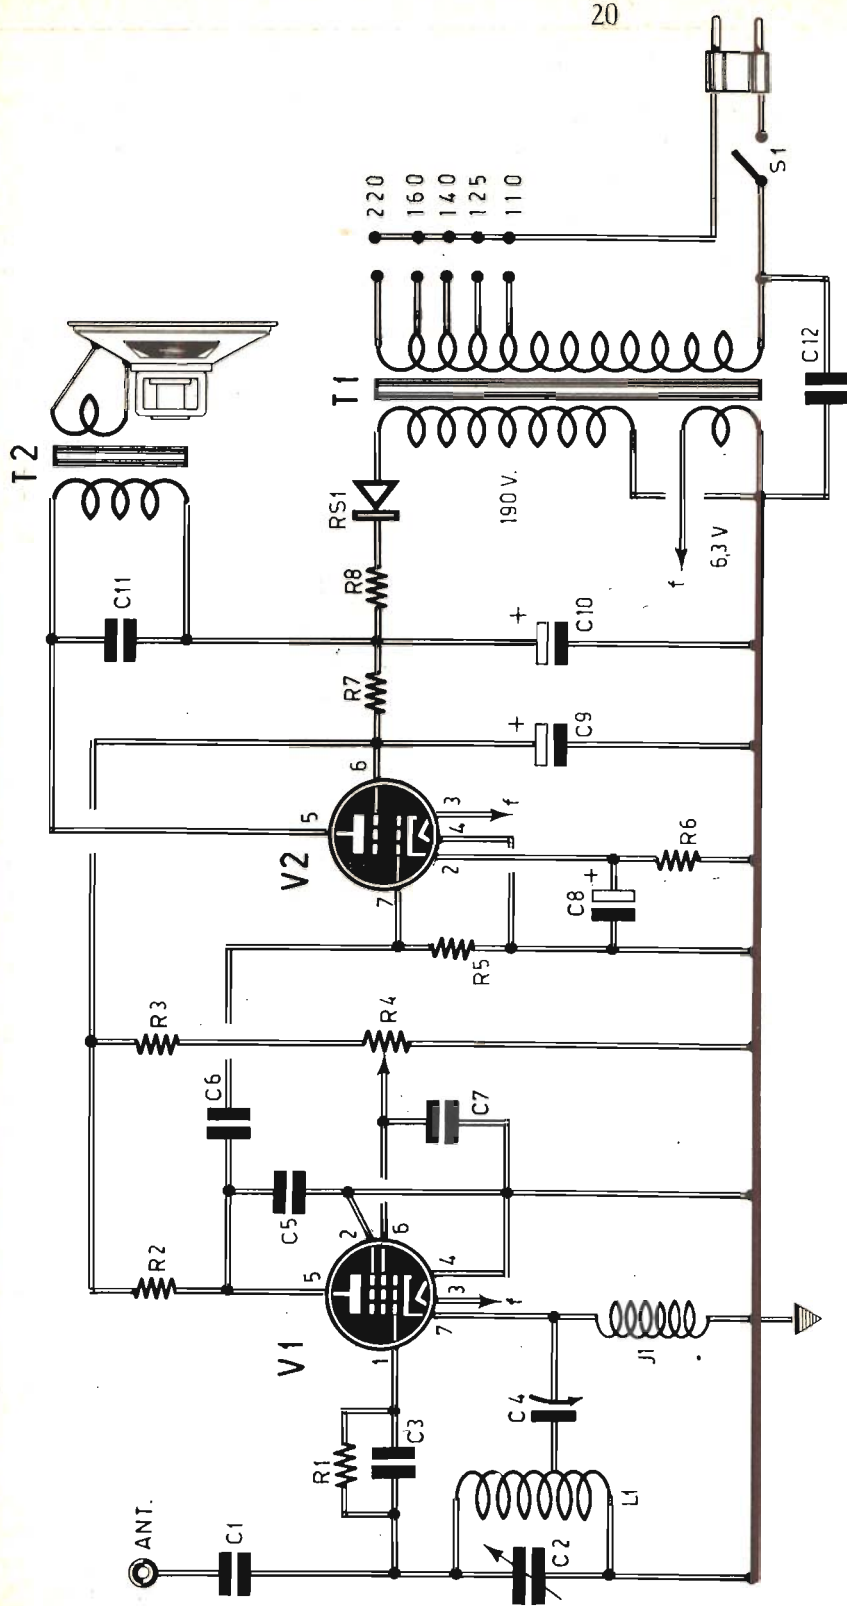 20
ANT.
C1
R1
C3
C2
L1
C4
J1
V1
1
2
3
4
5
6
7
f
R2
C5
C6
C7
R3
R4
R5
C8
R6
V2
2
3
4
5
6
7
f
C9
C10
R7
R8
RS1
C11
T2
T1
190 V.
6,3 V
f
220
160
140
125
110
S1
C12